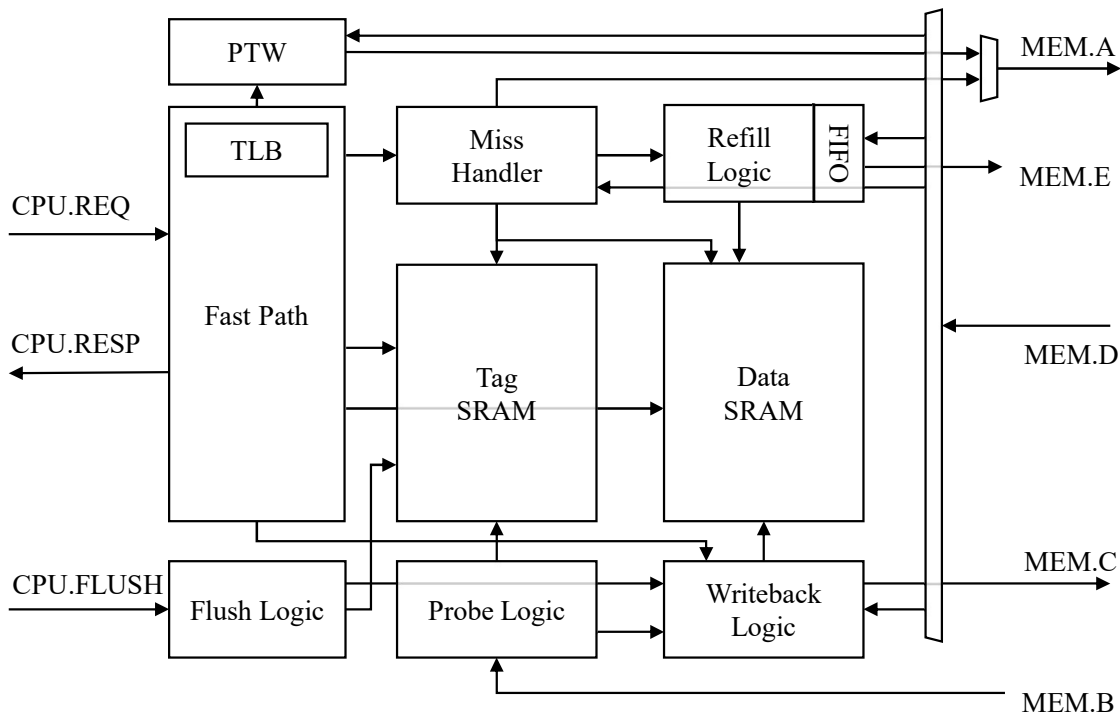 PTW
MEM.A
TLB
Miss
Handler
Refill
Logic
FIFO
MEM.E
CPU.REQ
Fast Path
CPU.RESP
MEM.D
Tag
SRAM
Data
SRAM
CPU.FLUSH
Flush Logic
Probe Logic
Writeback
Logic
MEM.C
MEM.B